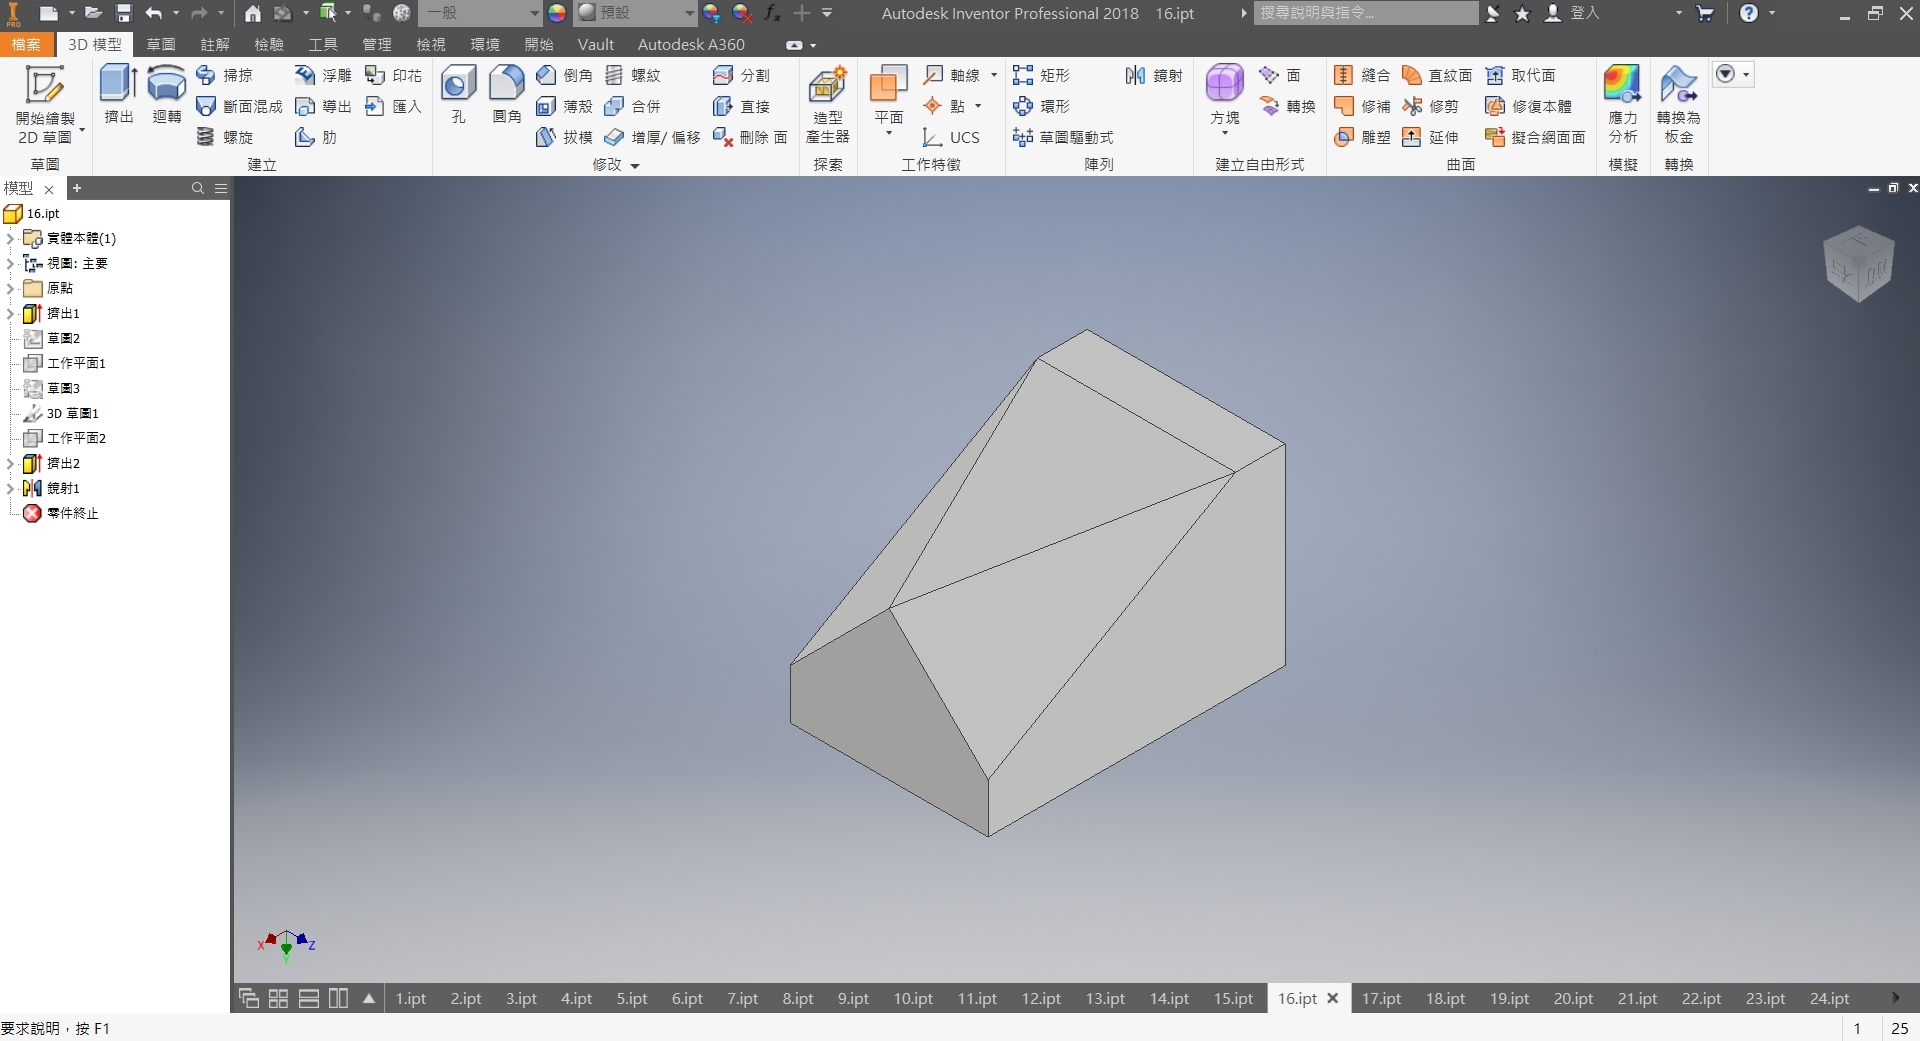 PRO 一般 預設 fx Autodesk Inventor Professional 2018 16.ipt 搜尋說明與指令... 登入
檔案 3D 模型 草圖 註解 檢驗 工具 管理 檢視 環境 開始 Vault Autodesk A360
開始繪製
2D 草圖
草圖
擠出 迴轉
掃掠 浮雕 印花
斷面混成 導出 匯入
螺旋 肋
建立
孔 圓角
倒角 螺紋 分割
薄殼 合併 直接
拔模 增厚/ 偏移 刪除 面
修改
造型
產生器
探索
平面
軸線
點
UCS
工作特徵
矩形 鏡射
環形
草圖驅動式
陣列
方塊
面
轉換
建立自由形式
縫合 直紋面 取代面
修補 修剪 修復本體
雕塑 延伸 擬合網面面
曲面
應力
分析
模擬
轉換為
板金
轉換
模型
16.ipt
實體本體(1)
視圖: 主要
原點
擠出1
草圖2
工作平面1
草圖3
3D 草圖1
工作平面2
擠出2
鏡射1
零件終止
X Z
Y
1.ipt 2.ipt 3.ipt 4.ipt 5.ipt 6.ipt 7.ipt 8.ipt 9.ipt 10.ipt 11.ipt 12.ipt 13.ipt 14.ipt 15.ipt 16.ipt 17.ipt 18.ipt 19.ipt 20.ipt 21.ipt 22.ipt 23.ipt 24.ipt
要求說明，按 F1 1 25